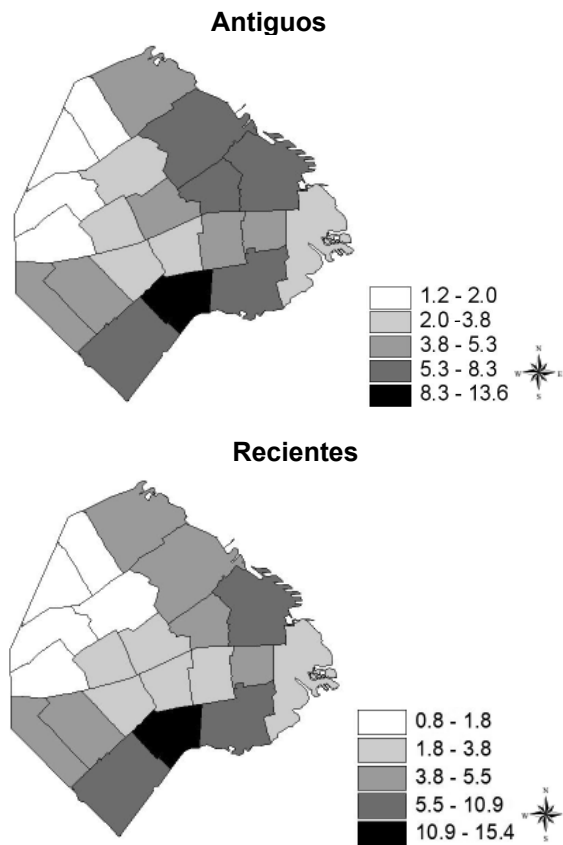 Antiguos
1.2 - 2.0
2.0 -3.8
3.8 - 5.3
5.3 - 8.3
8.3 - 13.6
N
W E
S
Recientes
0.8 - 1.8
1.8 - 3.8
3.8 - 5.5
5.5 - 10.9
10.9 - 15.4
N
W E
S